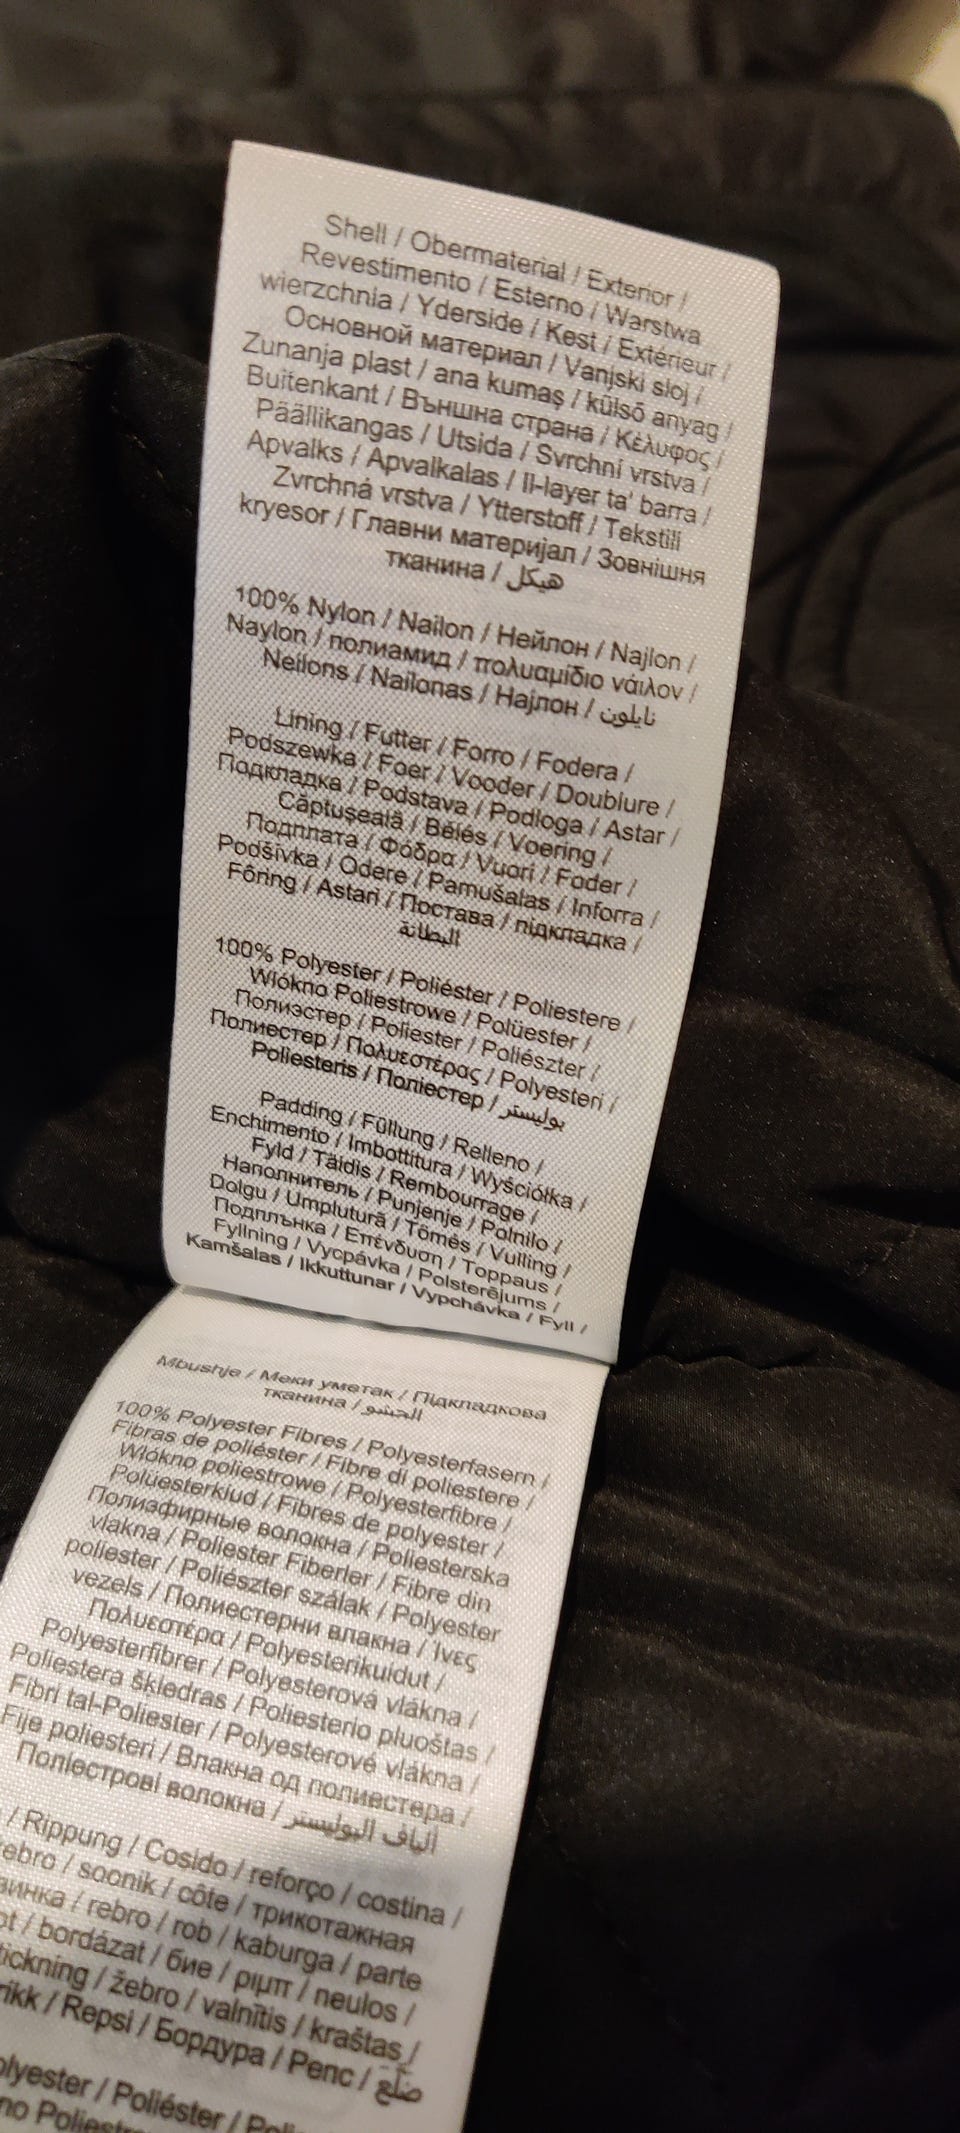 Shell / Obermaterial / Exterior /
Revestimento / Esterno / Warstwa
wierzchnia / Yderside / Kest / Extérieur /
Основной материал / Vanjski sloj /
Zunanja plast / ana kumaş / külső anyag /
Buitenkant / Външна страна / Κέλυφος /
Päällikangas / Utsida / Svrchní vrstva /
Apvalks / Apvalkalas / Il-layer ta' barra /
Zvrchná vrstva / Ytterstoff / Tekstili
kryesor / Главни материјал / Зовнішня
тканина / هيكل
100% Nylon / Nailon / Нейлон / Najlon /
Naylon / полиамид / πολυαμίδιο νάιλον /
Neilons / Nailonas / Најлон / نايلون
Lining / Futter / Forro / Fodera /
Podszewka / Foer / Vooder / Doublure /
Подкладка / Podstava / Podloga / Astar /
Căptuşeală / Bélés / Voering /
Подплата / Φόδρα / Vuori / Foder /
Podšívka / Odere / Pamušalas / Inforra /
Fôring / Astari / Постава / підкладка /
البطانة
100% Polyester / Poliéster / Poliestere /
Włókno Poliestrowe / Polüester /
Полиэстер / Poliester / Poliészter /
Полиестер / Πολυεστέρας / Polyesteri /
Poliesteris / Поліестер / بوليستر
Padding / Füllung / Relleno /
Enchimento / Imbottitura / Wyściółka /
Fyld / Täidis / Rembourrage /
Наполнитель / Punjenje / Polnilo /
Dolgu / Umplutură / Tömés / Vulling /
Подплънка / Επένδυση / Toppaus /
Fyllning / Vycpávka / Polsterējums /
Kamšalas / Ikkuttunar / Vypchávka / Fyll /
Mbushje / Меки уметак / Підкладкова
тканина / الحشو
100% Polyester Fibres / Polyesterfasern /
Fibras de poliéster / Fibre di poliestere /
Włókno poliestrowe / Polyesterfibre /
Polüesterkiud / Fibres de polyester /
Полиэфирные волокна / Poliesterska
vlakna / Poliester Fiberler / Fibre din
poliester / Poliészter szálak / Polyester
vezels / Полиестерни влакна / Ίνες
Πολυεστέρα / Polyesterikuidut /
Polyesterfibrer / Polyesterová vlákna /
Poliestera šķiedras / Poliesterio pluoštas /
Fibri tal-Poliester / Polyesterové vlákna /
Fije poliesteri / Влакна од полиестера /
Поліестрові волокна / ألياف البوليستر
/ Rippung / Cosido / reforço / costina /
/ soonik / côte / трикотажная
/ rebro / rob / kaburga / parte
/ bordázat / бие / ριμπ / neulos /
/ žebro / valnītis / kraštas /
/ Repsi / Бордура / Репс / ضلّع
/ Poliéster /